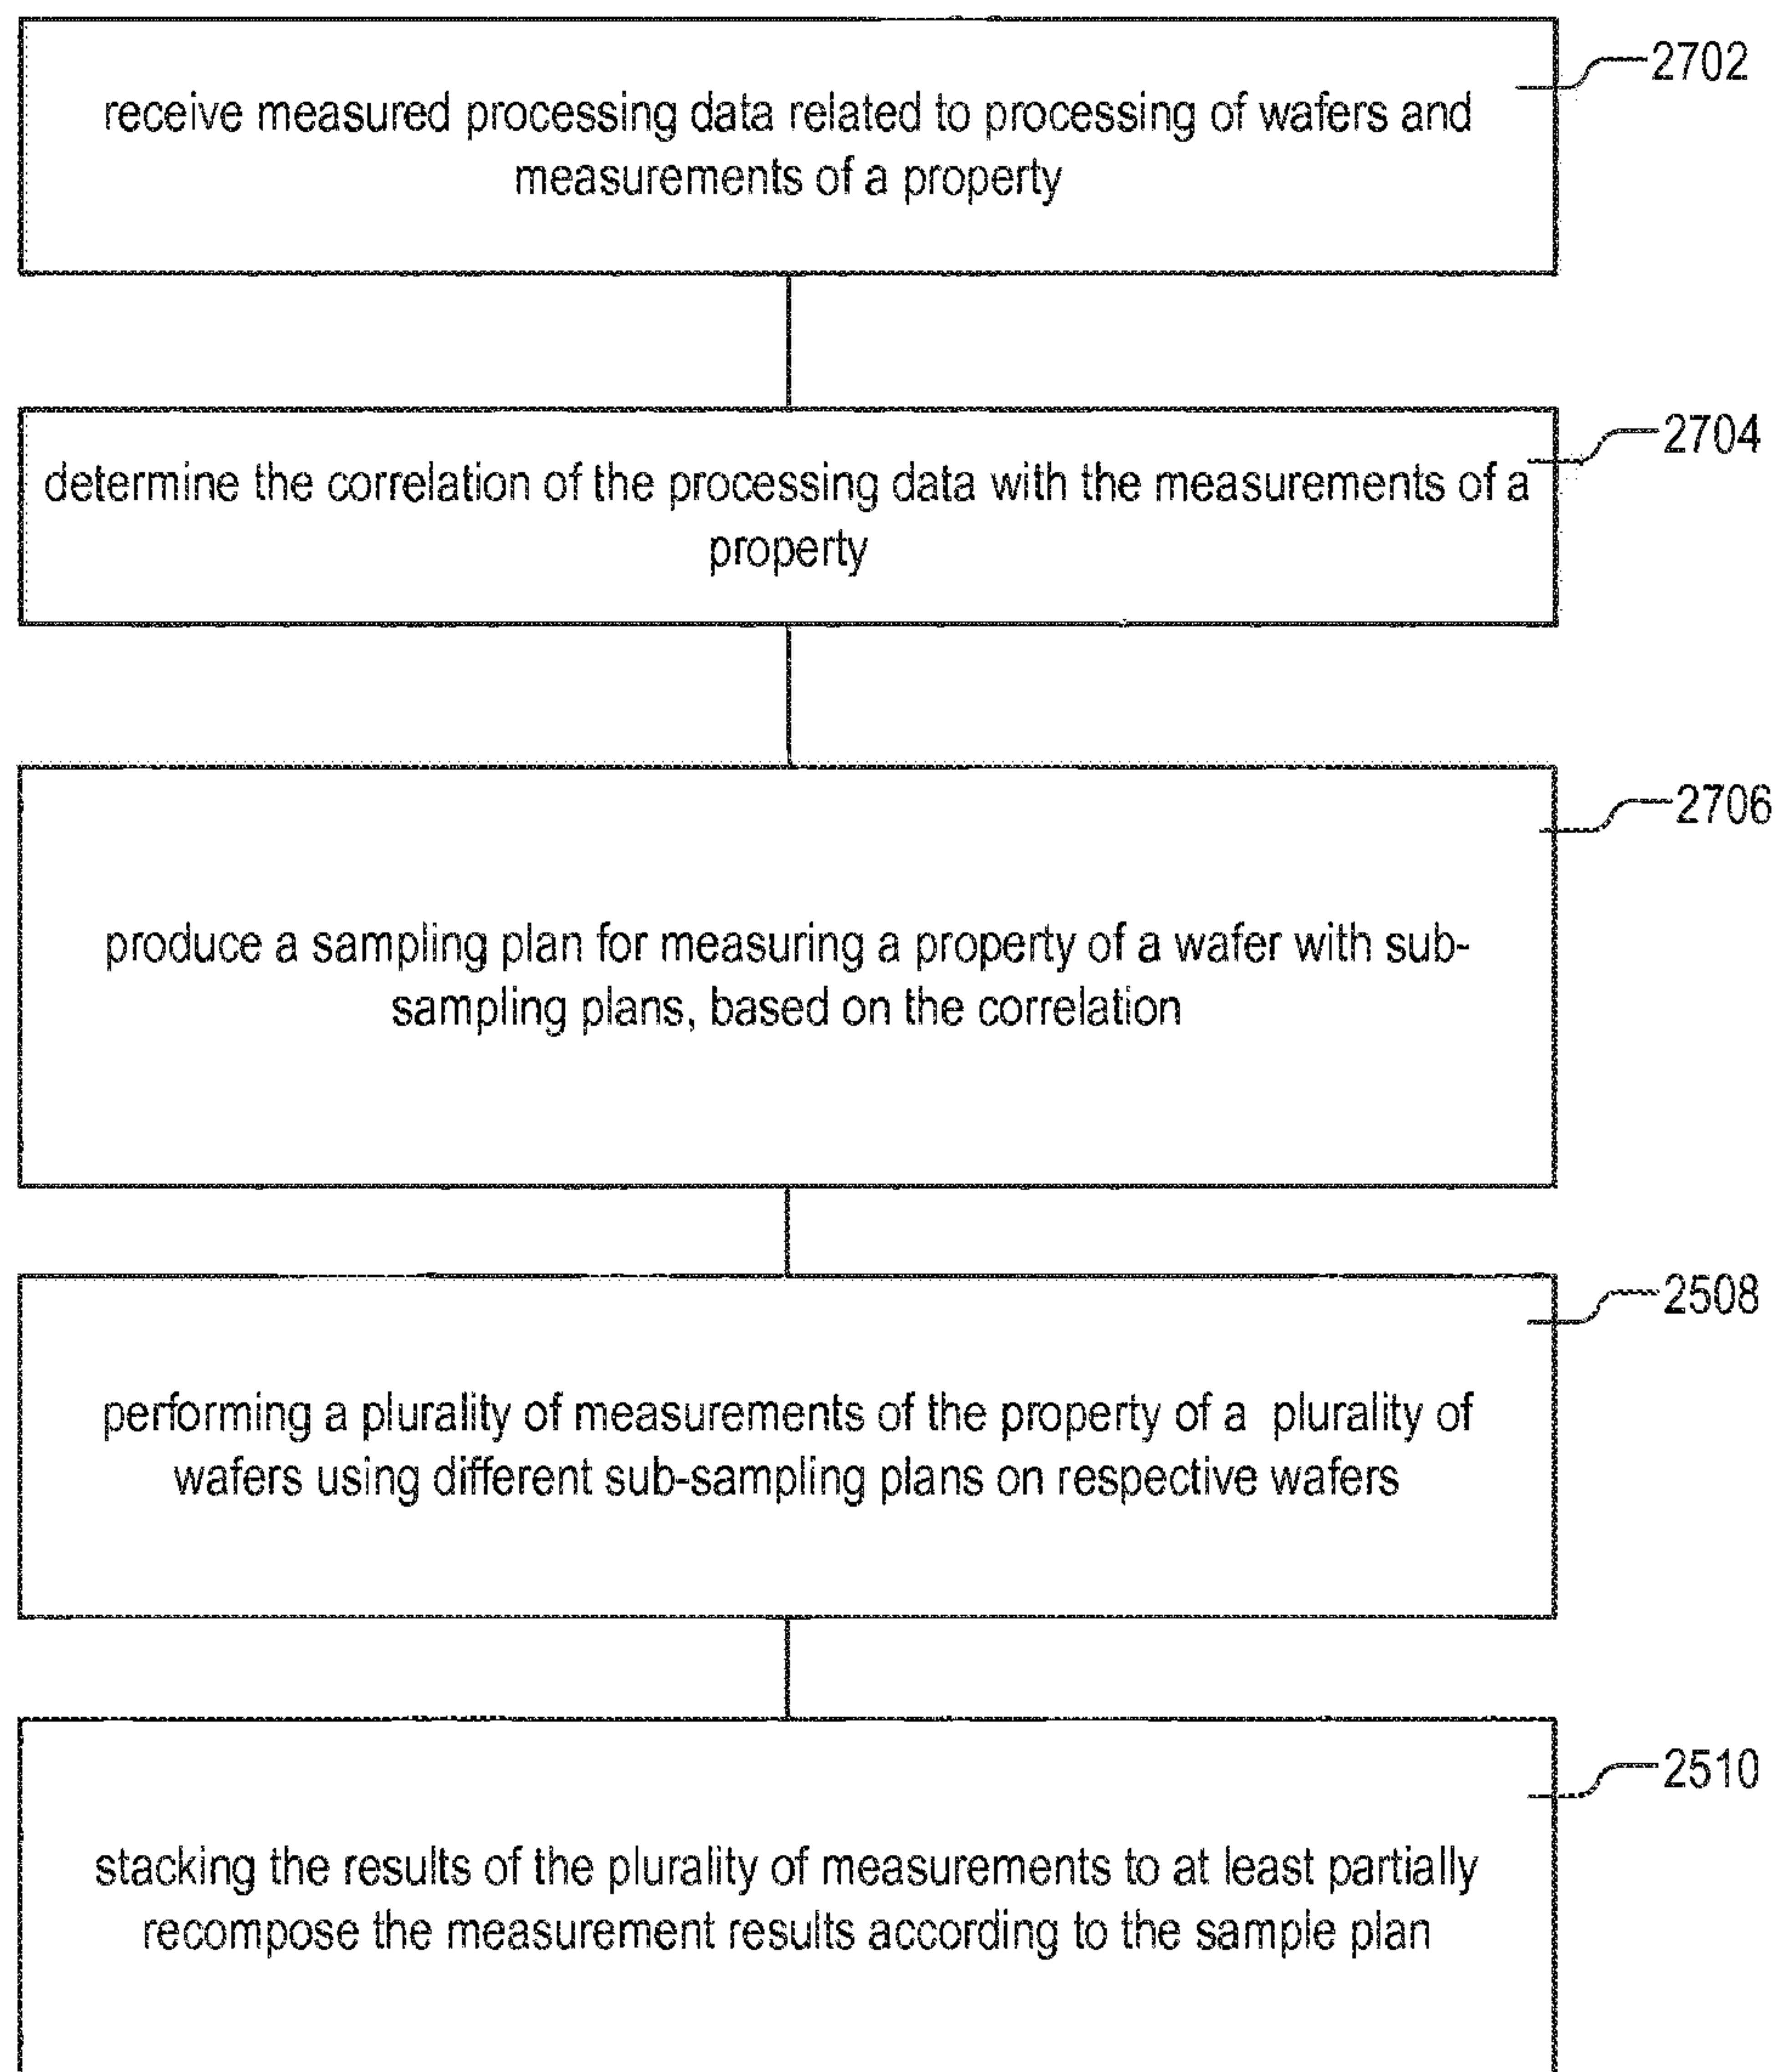 2702
receive measured processing data related to processing of wafers and
measurements of a property
2704
determine the correlation of the processing data with the measurements of a
property
2706
produce a sampling plan for measuring a property of a wafer with sub-
sampling plans, based on the correlation
2508
performing a plurality of measurements of the property of a plurality of
wafers using different sub-sampling plans on respective wafers
2510
stacking the results of the plurality of measurements to at least partially
recompose the measurement results according to the sample plan